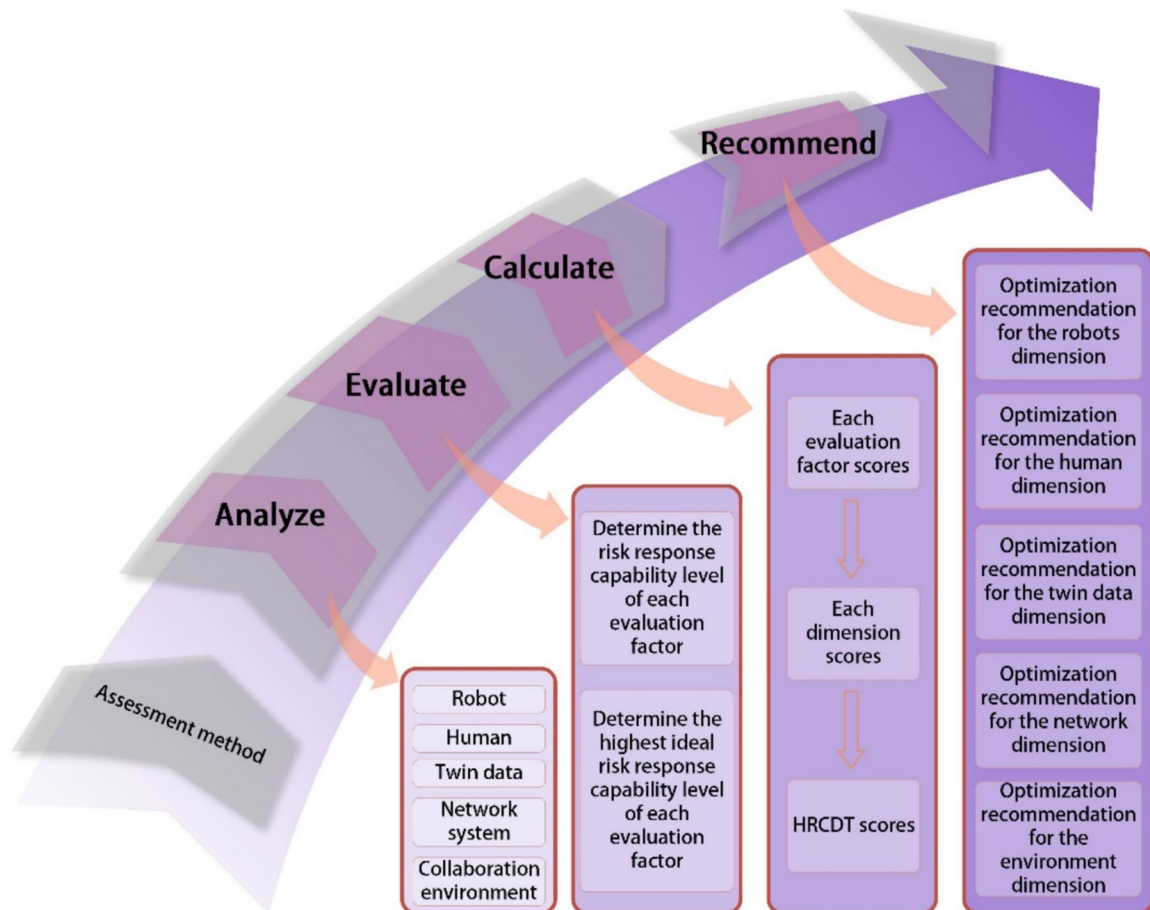 Assessment method
Analyze
Evaluate
Calculate
Recommend
Robot
Human
Twin data
Network
system
Collaboration
environment
Determine the
risk response
capability level
of each
evaluation
factor
Determine the
highest ideal
risk response
capability level
of each
evaluation
factor
Each
evaluation
factor scores
Each
dimension
scores
HRCDT scores
Optimization
recommendation
for the robots
dimension
Optimization
recommendation
for the human
dimension
Optimization
recommendation
for the twin data
dimension
Optimization
recommendation
for the network
dimension
Optimization
recommendation
for the
environment
dimension